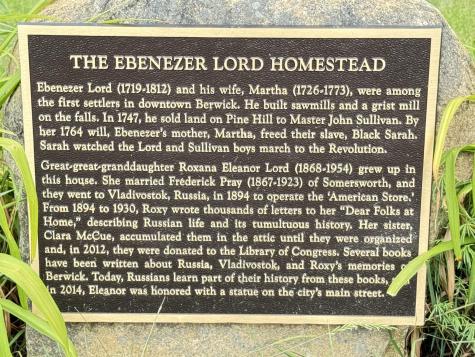 THE EBENEZER LORD HOMESTEAD
Ebenezer Lord (1719-1812) and his wife, Martha (1726-1773), were among
the first settlers in downtown Berwick. He built sawmills and a grist mill
on the falls. In 1747, he sold land on Pine Hill to Master John Sullivan. By
her 1764 will, Ebenezer's mother, Martha, freed their slave, Black Sarah.
Sarah watched the Lord and Sullivan boys march to the Revolution.
Great-great-granddaughter Roxana Eleanor Lord (1868-1954) grew up in
this house. She married Frederick Pray (1867-1923) of Somersworth, and
they went to Vladivostok, Russia, in 1894 to operate the 'American Store.'
From 1894 to 1930, Roxy wrote thousands of letters to her "Dear Folks at
Home," describing Russian life and its tumultuous history. Her sister,
Clara McCue, accumulated them in the attic until they were organized
and, in 2012, they were donated to the Library of Congress. Several books
have been written about Russia, Vladivostok, and Roxy's memories
Berwick. Today, Russians learn part of their history from these books,
in 2014, Eleanor was honored with a statue on the city's main street.